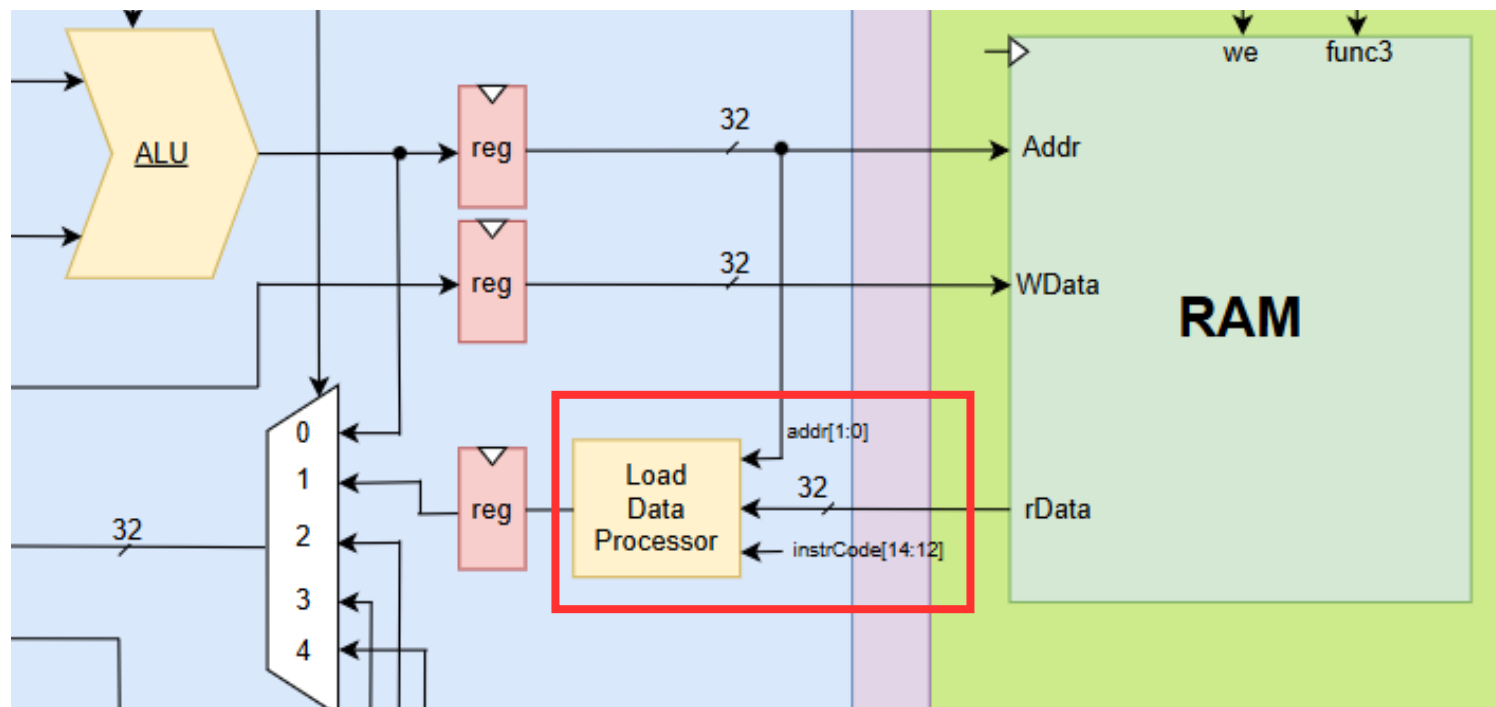 we
func3
32
ALU
reg
Addr
32
reg
WData
RAM
0
addr[1:0]
1
Load
Data
Processor
32
reg
rData
32
2
instrCode[14:12]
3
4